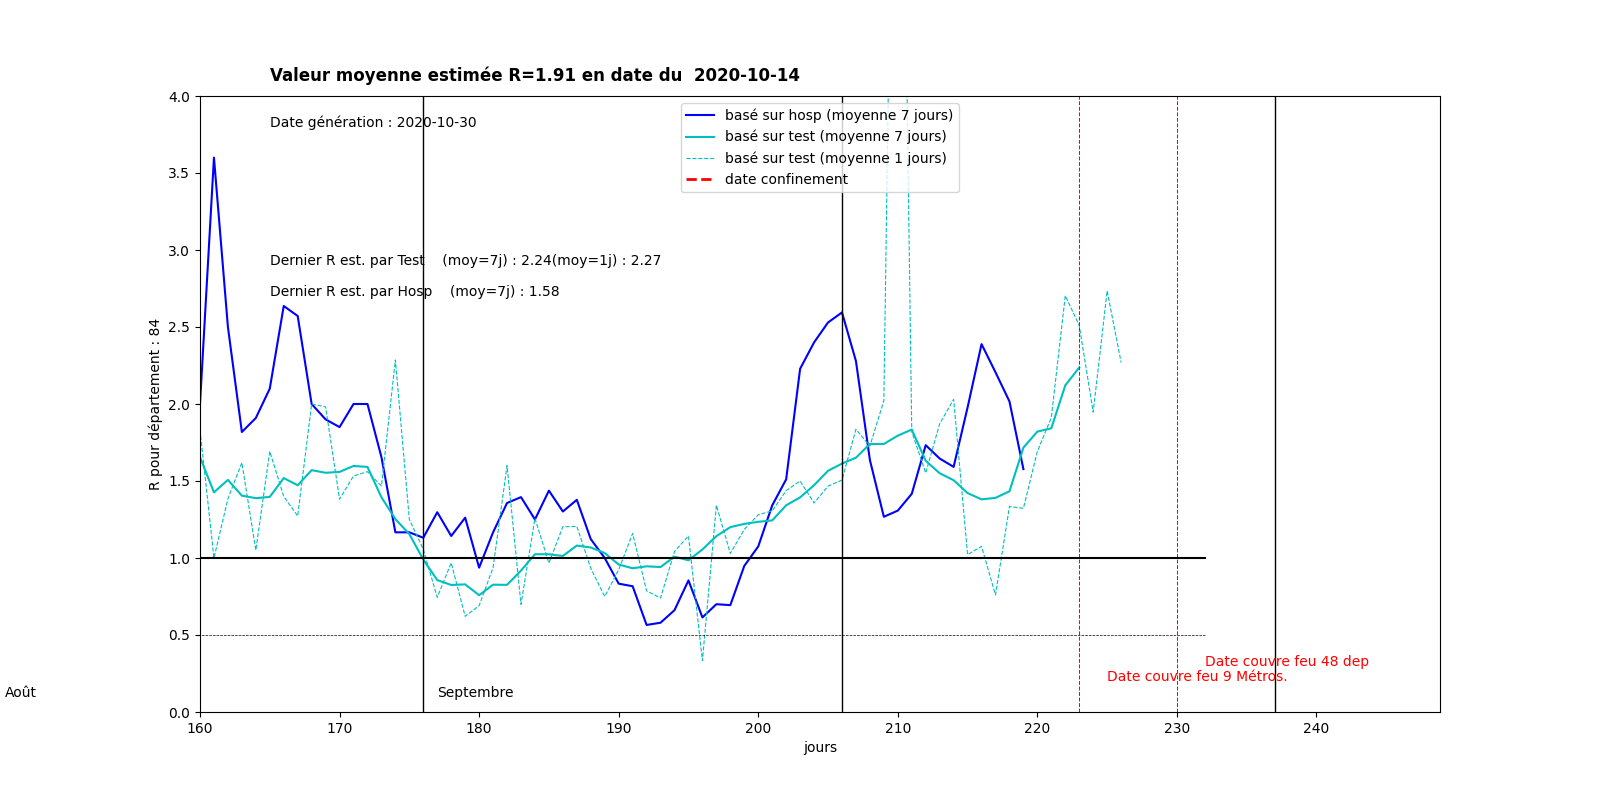 Valeur moyenne estimée R=1.91 en date du  2020-10-14
4.0
Date génération : 2020-10-30
basé sur hosp (moyenne 7 jours)
basé sur test (moyenne 7 jours)
basé sur test (moyenne 1 jours)
date confinement
3.5
3.0
Dernier R est. par Test    (moy=7j) : 2.24(moy=1j) : 2.27
Dernier R est. par Hosp    (moy=7j) : 1.58
2.5
R pour département : 84
2.0
1.5
1.0
0.5
Date couvre feu 48 dep
Date couvre feu 9 Métros.
Août
Septembre
0.0
160 170 180 190 200 210 220 230 240
jours